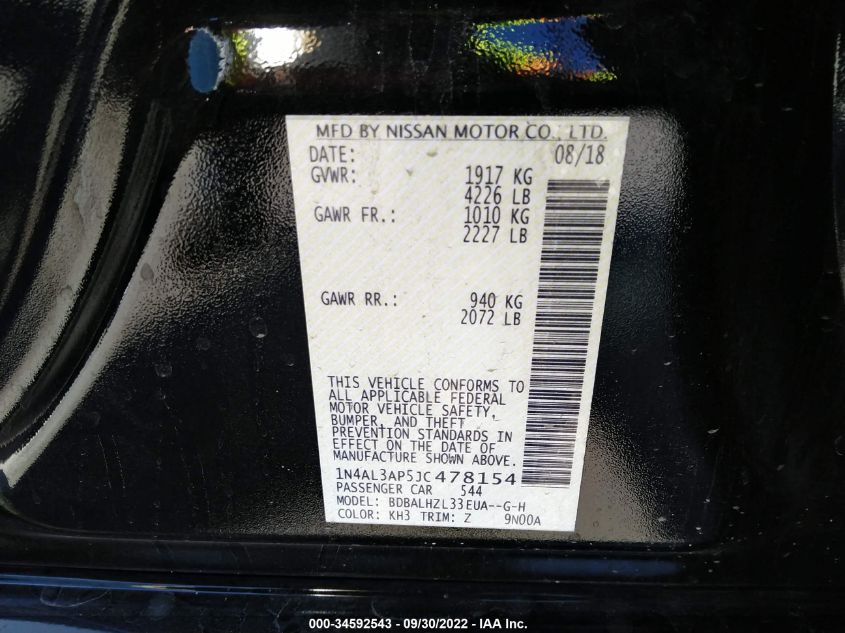 MFD BY NISSAN MOTOR CO., LTD.
DATE: 08/18
GVWR: 1917 KG
4226 LB
GAWR FR.: 1010 KG
2227 LB
GAWR RR.: 940 KG
2072 LB
THIS VEHICLE CONFORMS TO
ALL APPLICABLE FEDERAL
MOTOR VEHICLE SAFETY,
BUMPER, AND THEFT
PREVENTION STANDARDS IN
EFFECT ON THE DATE OF
MANUFACTURE SHOWN ABOVE.
1N4AL3AP5JC478154
PASSENGER CAR 544
MODEL: BDBALHZL33EUA--G-H
COLOR: KH3 TRIM: Z 9N00A
000-34592543 - 09/30/2022 - IAA Inc.